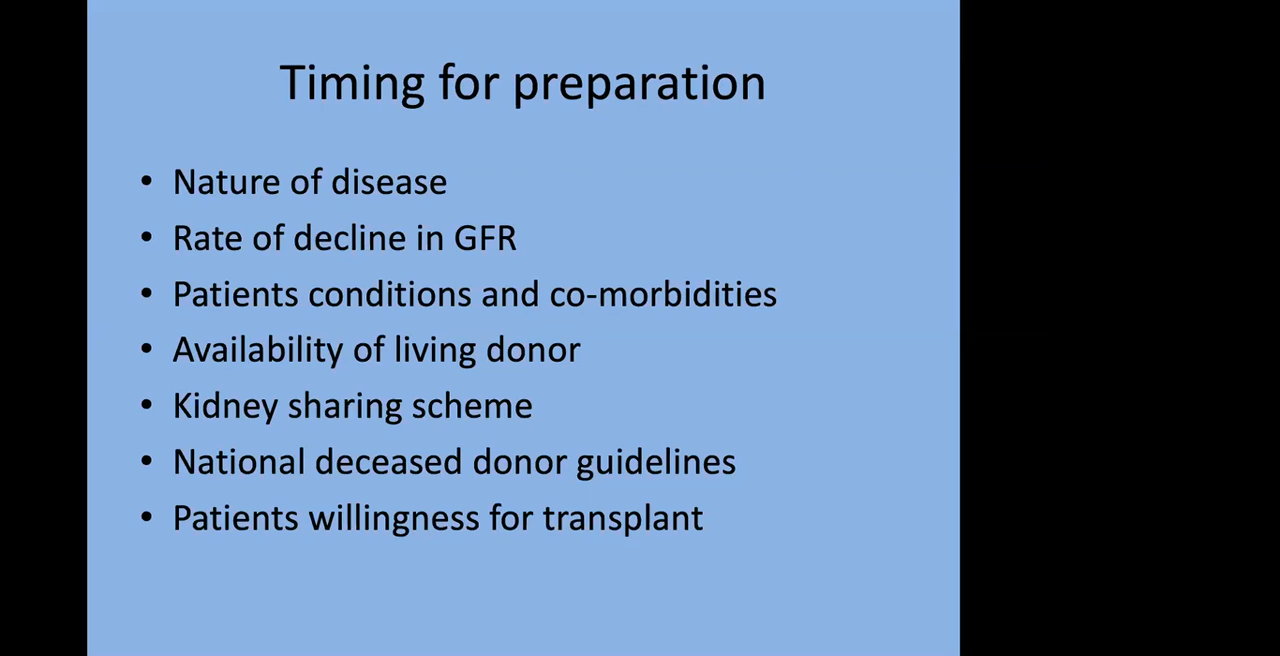 Timing for preparation
• Nature of disease
• Rate of decline in GFR
• Patients conditions and co-morbidities
• Availability of living donor
• Kidney sharing scheme
• National deceased donor guidelines
• Patients willingness for transplant